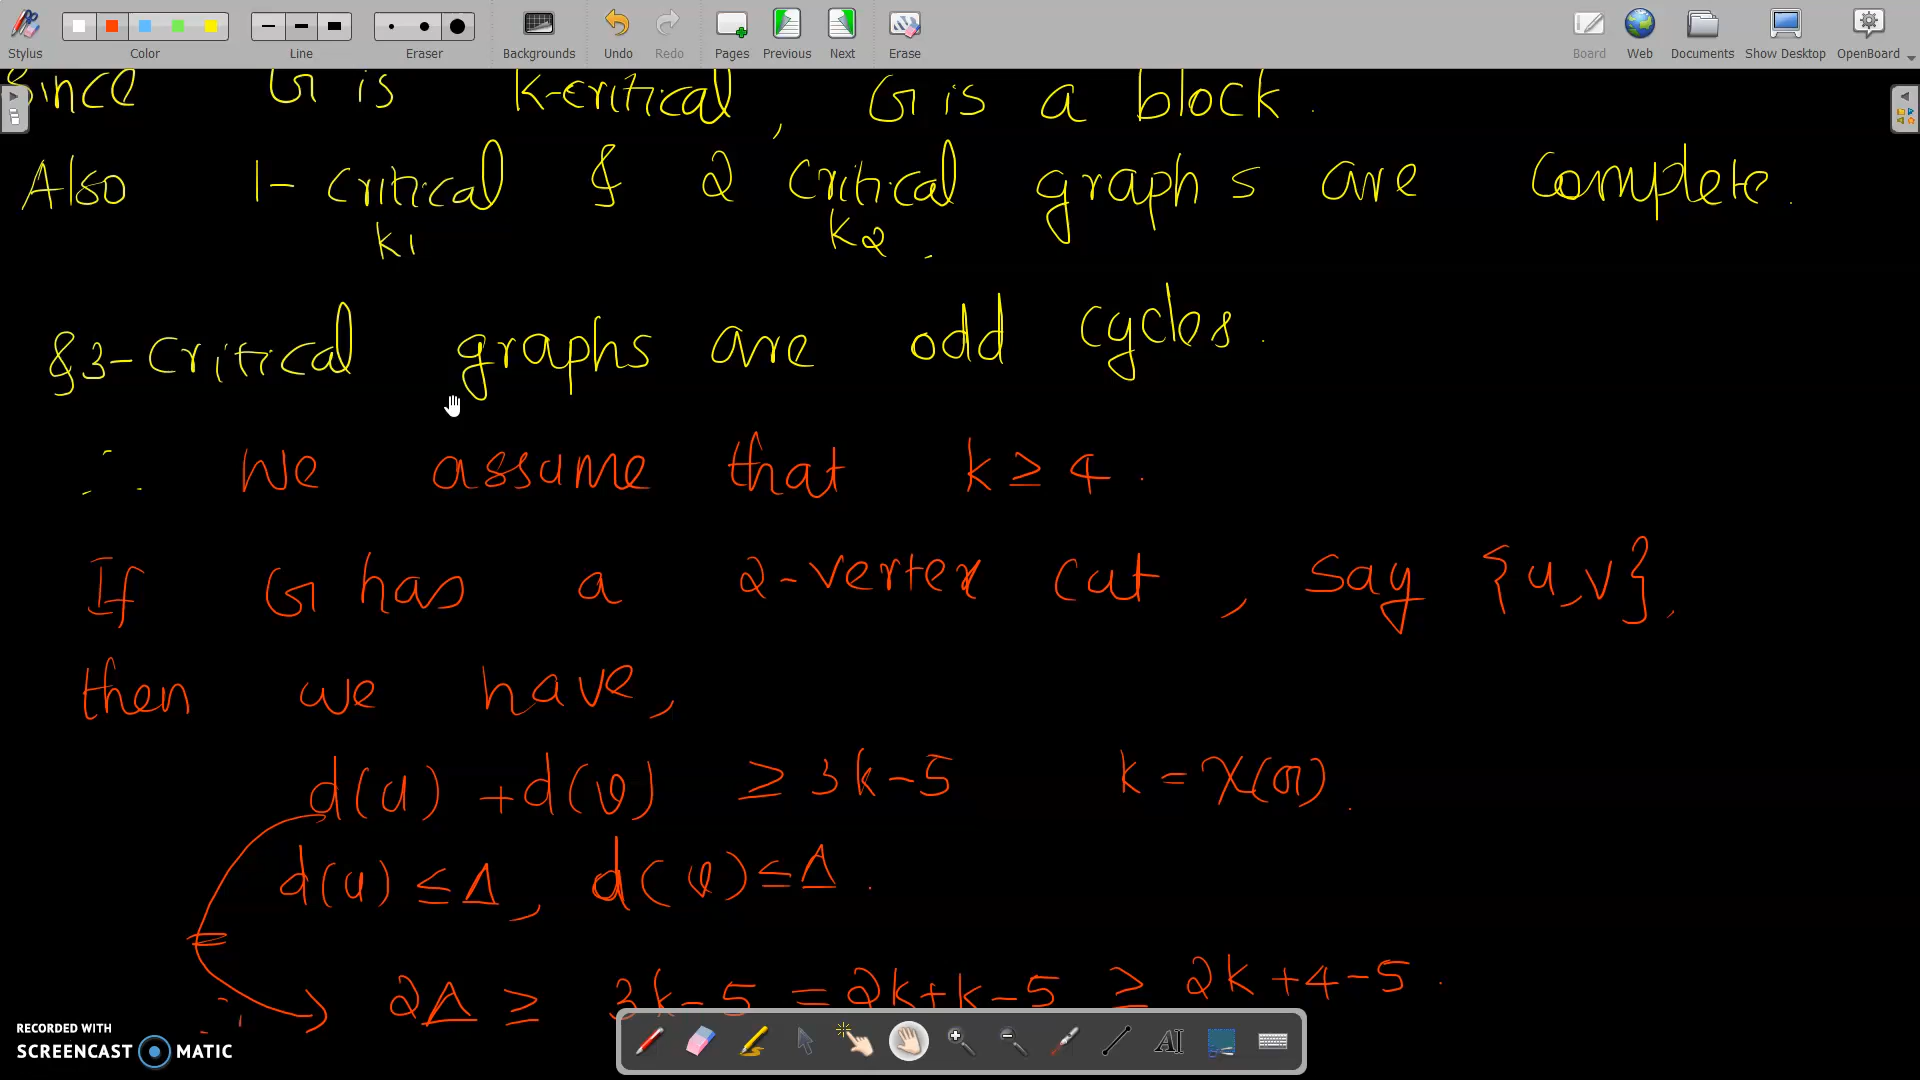 Stylus Color Line Eraser Backgrounds Undo Redo Pages Previous Next Erase Board Web Documents Show Desktop OpenBoard
Since G is k-critical, G is a block.
Also 1-critical & 2 critical graphs are complete.
k1 k2.
& 3-critical graphs are odd cycles.
∴ We assume that k ≥ 4.
If G has a 2-vertex cut, say {u,v},
then we have,
d(u) + d(v) ≥ 3k-5 k = χ(G).
d(u) ≤ Δ, d(v) ≤ Δ.
∴ 2Δ ≥ 3k-5 = 2k+k-5 ≥ 2k+4-5.
RECORDED WITH
SCREENCAST MATIC
AI